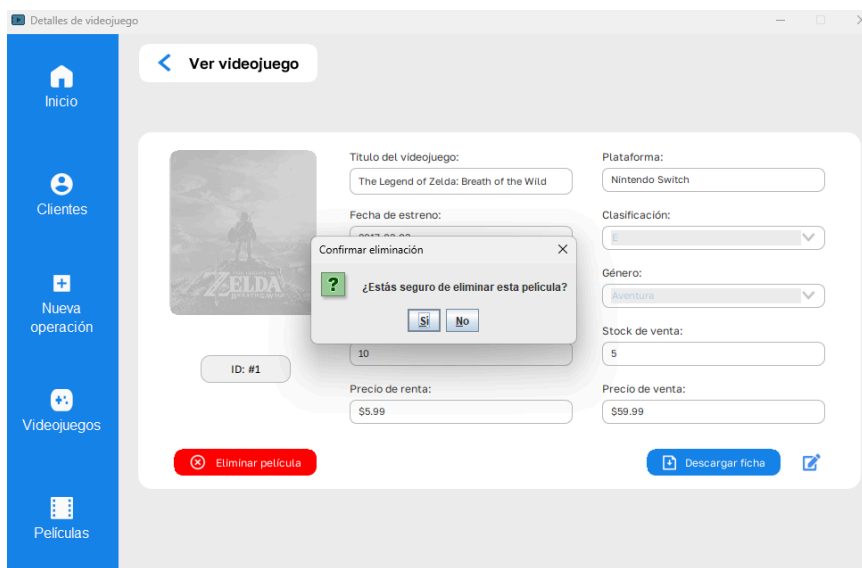 Detalles de videojuego
Inicio
Clientes
Nueva
operación
Videojuegos
Películas
Ver videojuego
ZELDA
ID: #1
Título del videojuego:
The Legend of Zelda: Breath of the Wild
Fecha de estreno:
Plataforma:
Nintendo Switch
Clasificación:
E
Género:
Aventura
Confirmar eliminación
¿Estás seguro de eliminar esta película?
Sí
No
10
Stock de venta:
5
Precio de renta:
$5.99
Precio de venta:
$59.99
Eliminar película
Descargar ficha